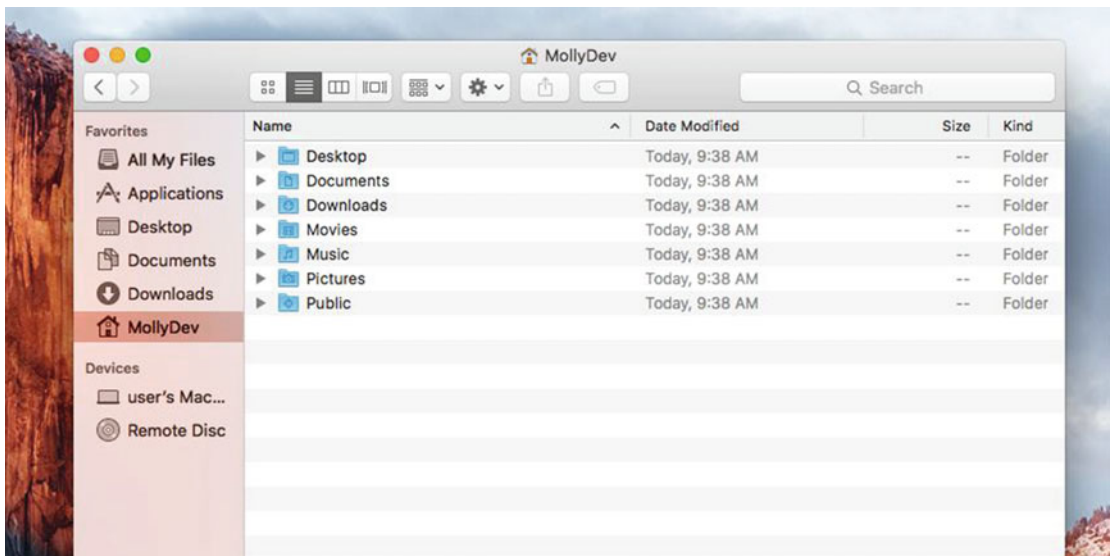 MollyDev
Search
Favorites
All My Files
Applications
Desktop
Documents
Downloads
MollyDev
Devices
user's Mac...
Remote Disc
Name Date Modified Size Kind
Desktop Today, 9:38 AM -- Folder
Documents Today, 9:38 AM -- Folder
Downloads Today, 9:38 AM -- Folder
Movies Today, 9:38 AM -- Folder
Music Today, 9:38 AM -- Folder
Pictures Today, 9:38 AM -- Folder
Public Today, 9:38 AM -- Folder